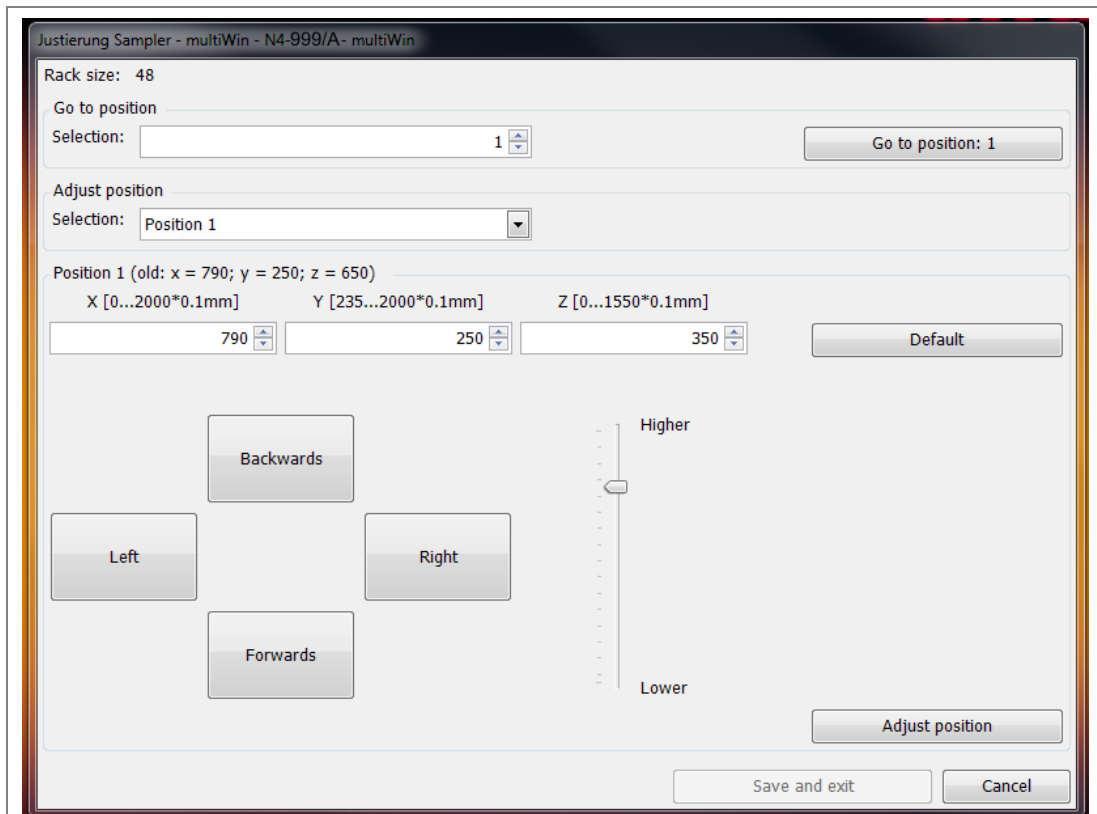 Justierung Sampler - multiWin - N4-999/A- multiWin
Rack size: 48
Go to position
Selection: 1 Go to position: 1
Adjust position
Selection: Position 1
Position 1 (old: x = 790; y = 250; z = 650)
X [0...2000*0.1mm] Y [235...2000*0.1mm] Z [0...1550*0.1mm]
790 250 350 Default
Higher
Backwards
Left Right
Forwards
Lower
Adjust position
Save and exit Cancel